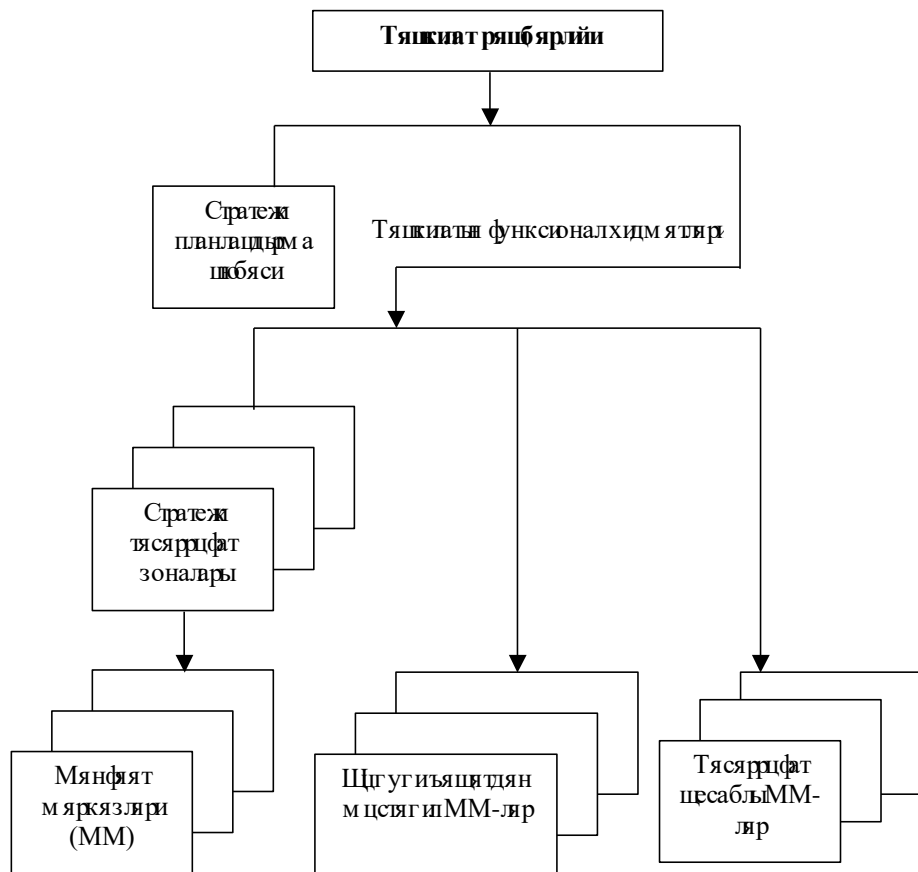 Тяшкилат рящбярлийи
Стратежи
планлашдырма
шюбяси
Тяшкилатын функсионал хидмятляри
Стратежи
тясяррцфат
зоналары
Мянфяят
мяркязляри
(ММ)
Щцгуги ъящятдян
мцстягил ММ-ляр
Тясяррцфат
щесаблы ММ-
ляр